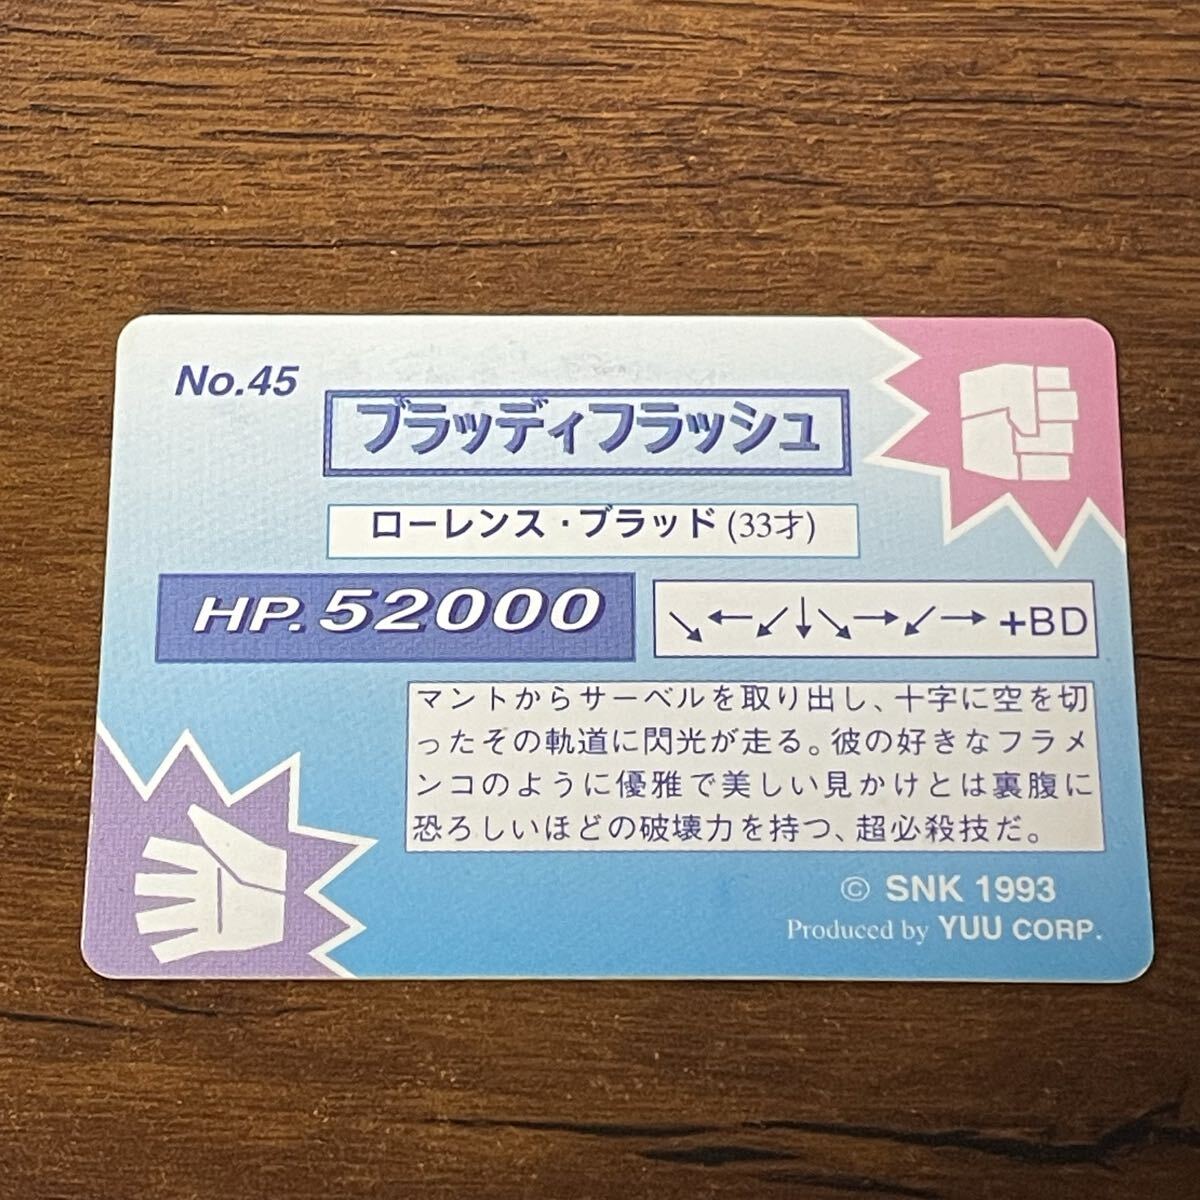 No.45
ブラッディフラッシュ
ローレンス・ブラッド(33才)
HP.52000
↘←↙↓↘→↙→+BD
マントからサーベルを取り出し、十字に空を切
ったその軌道に閃光が走る。彼の好きなフラメ
ンコのように優雅で美しい見かけとは裏腹に
恐ろしいほどの破壊力を持つ、超必殺技だ。
© SNK 1993
Produced by YUU CORP.